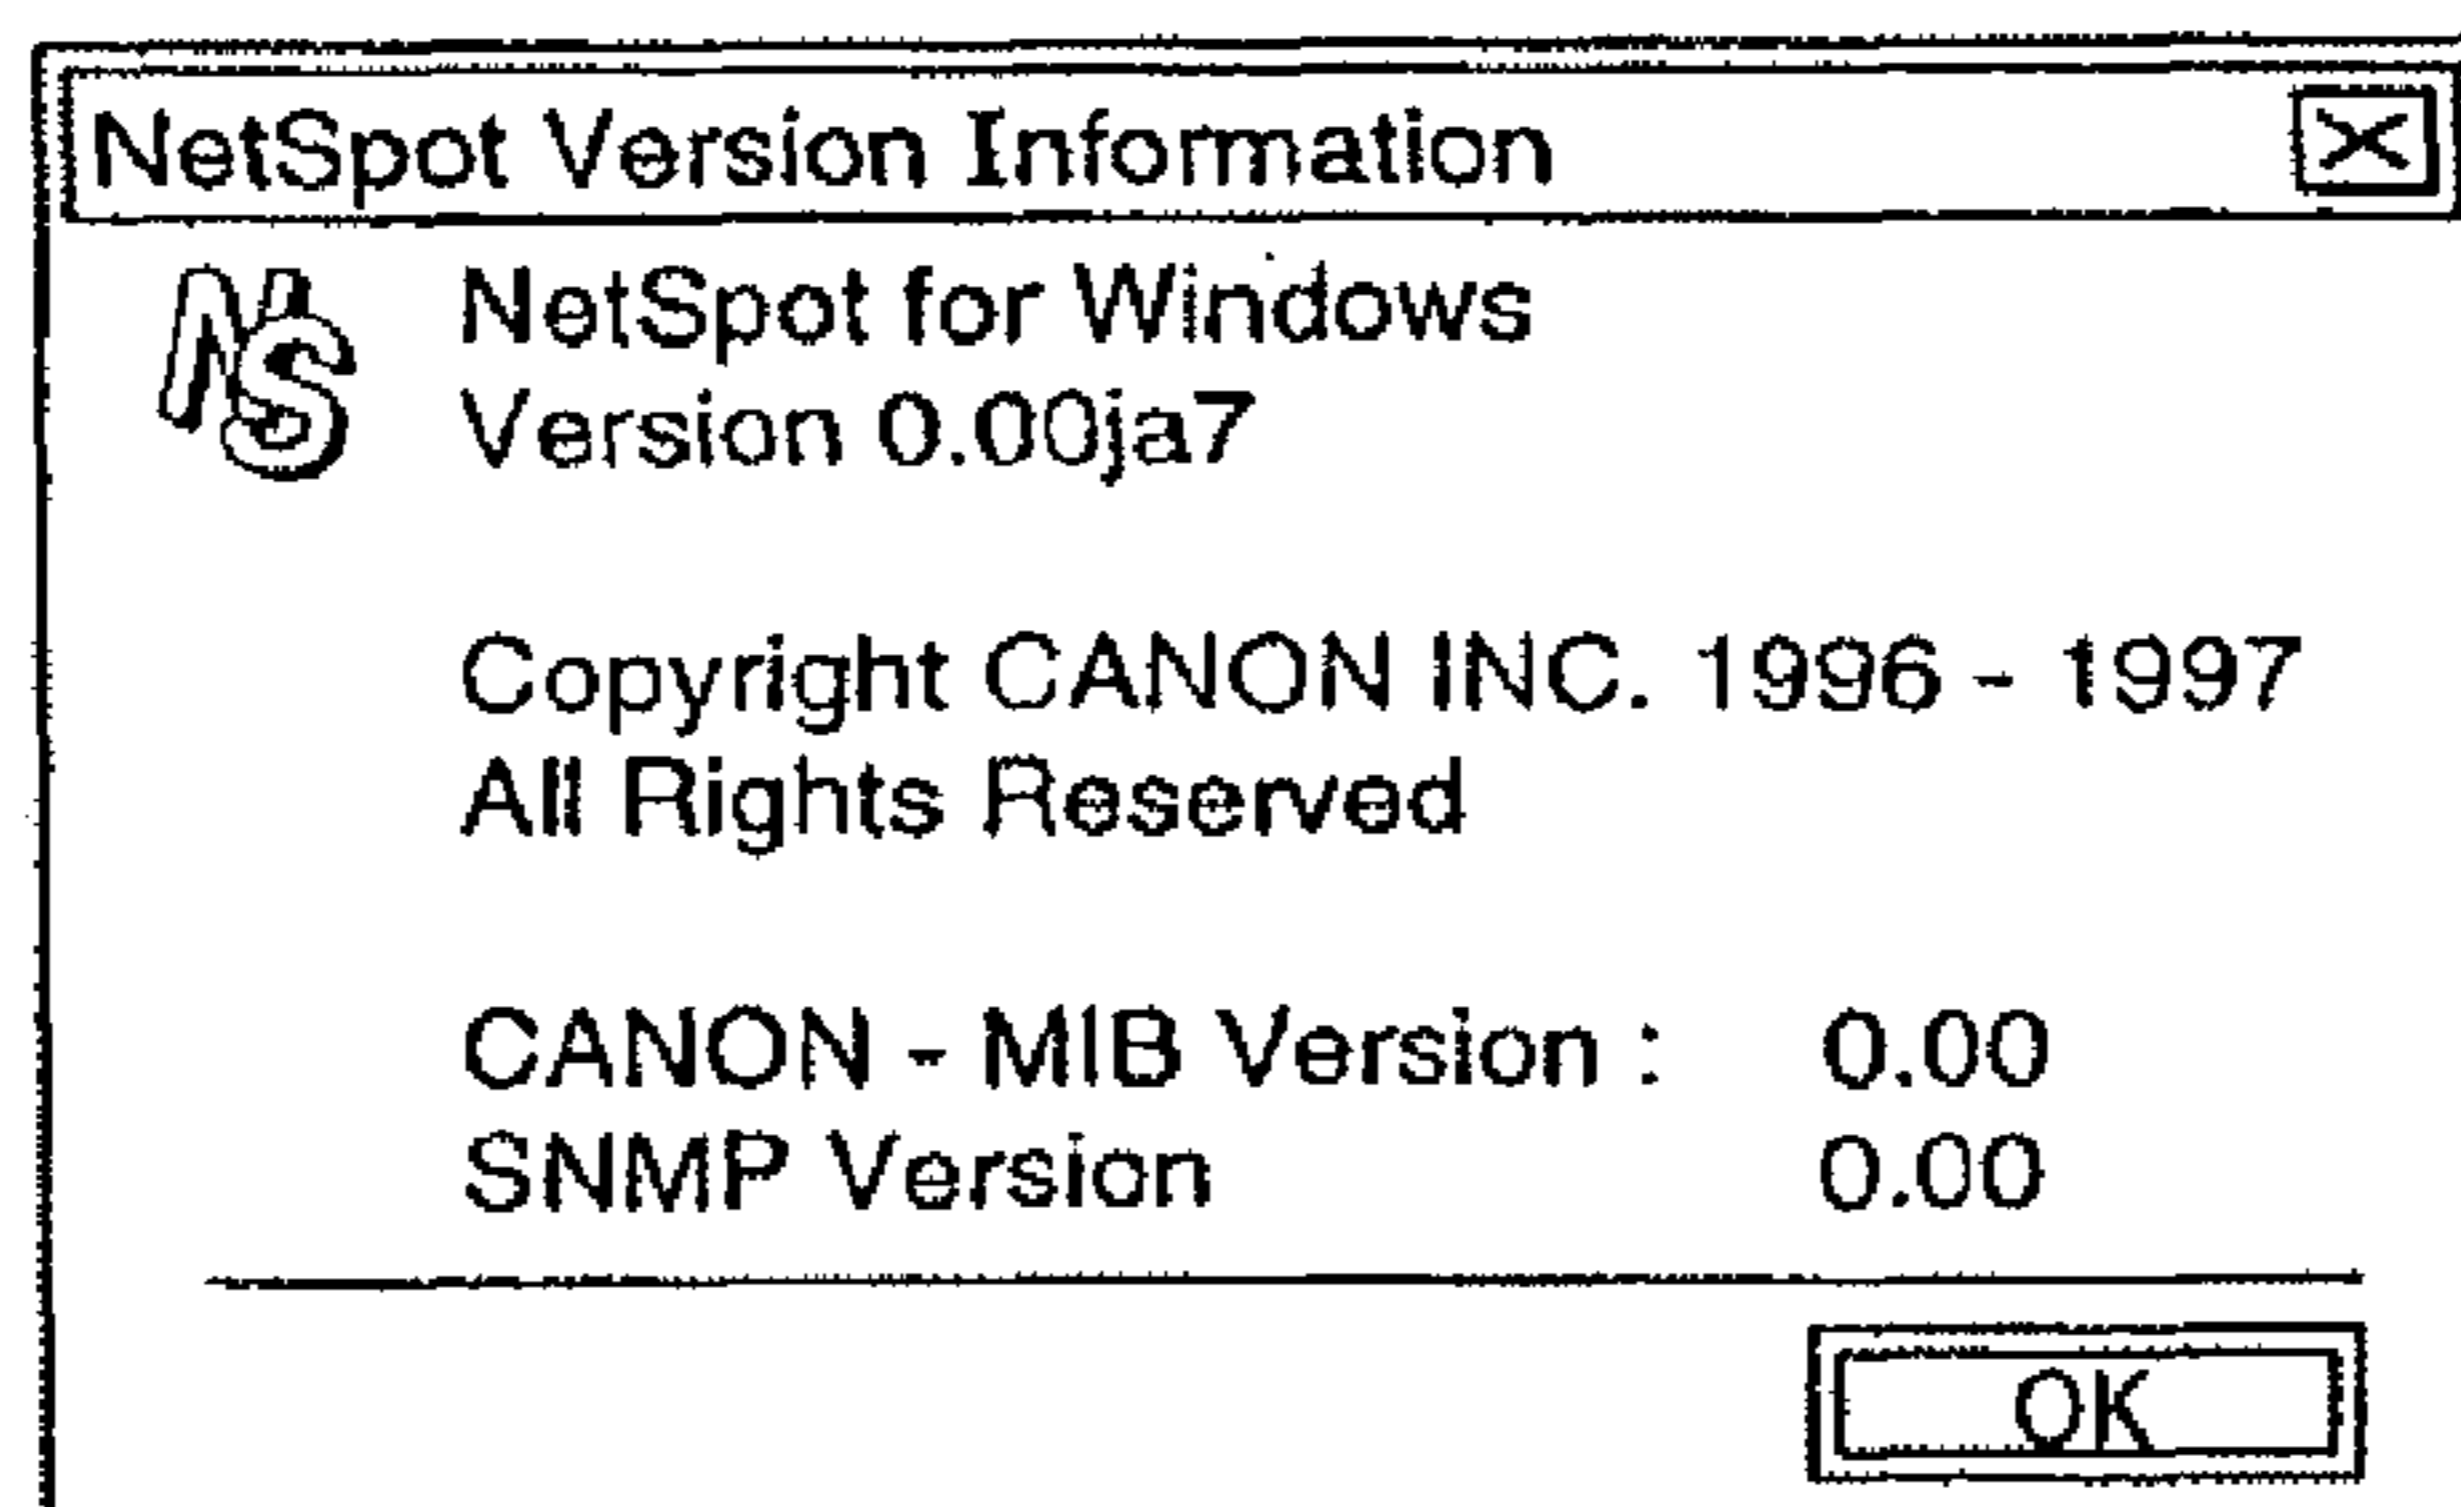 NetSpot Version Information
NS
NetSpot for Windows
Version 0.00ja7
Copyright CANON INC. 1996 - 1997
All Rights Reserved
CANON - MIB Version : 0.00
SNMP Version 0.00
OK